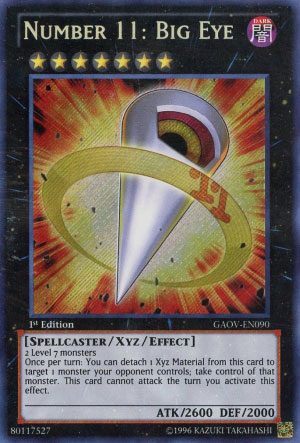 NUMBER 11: BIG EYE
DARK
闇
11
1st Edition
GAOV-EN090
[SPELLCASTER/XYZ/EFFECT]
2 Level 7 monsters
Once per turn: You can detach 1 Xyz Material from this card to
target 1 monster your opponent controls; take control of that
monster. This card cannot attack the turn you activate this
effect.
ATK/2600 DEF/2000
80117527
©1996 KAZUKI TAKAHASHI